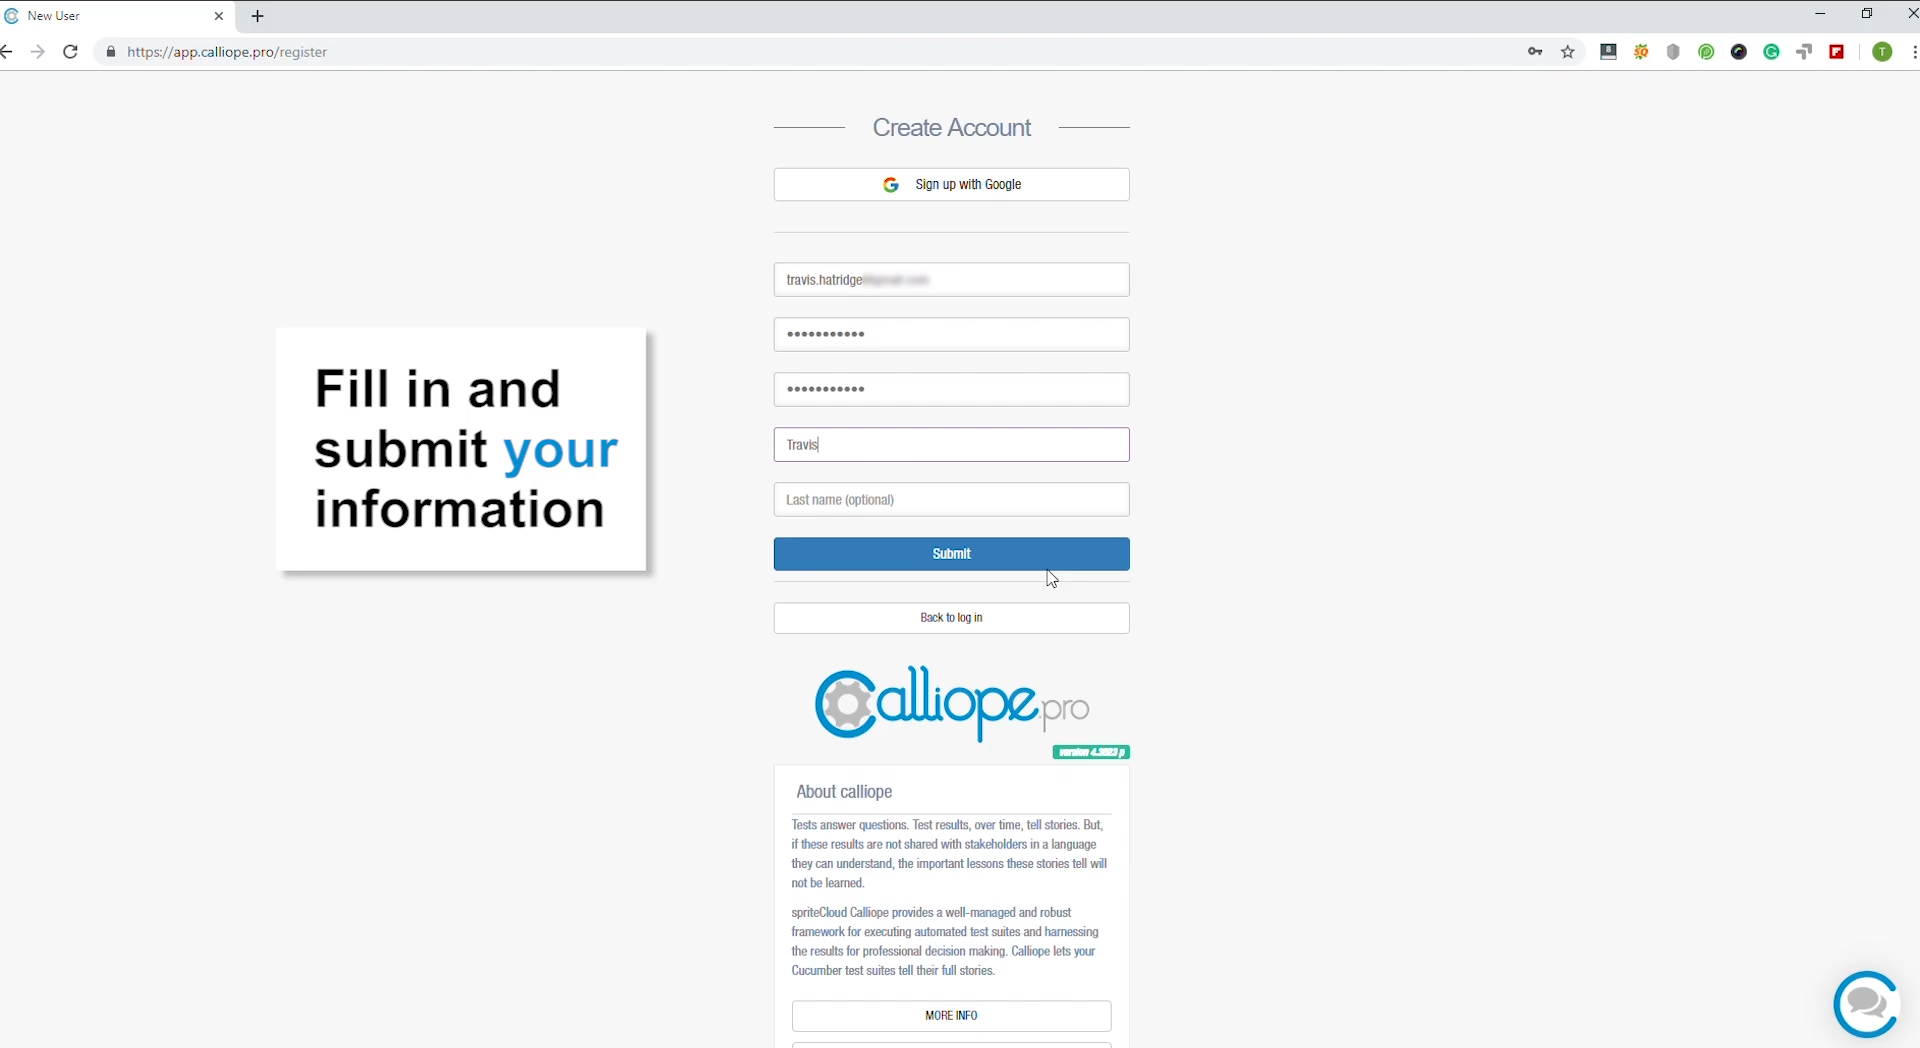 New User
https://app.calliope.pro/register
T
Create Account
Sign up with Google
travis.hatridge
Travis
Last name (optional)
Submit
Back to log in
Fill in and
submit your
information
Calliope.pro
version
About calliope
Tests answer questions. Test results, over time, tell stories. But,
if these results are not shared with stakeholders in a language
they can understand, the important lessons these stories tell will
not be learned.
spriteCloud Calliope provides a well-managed and robust
framework for executing automated test suites and harnessing
the results for professional decision making. Calliope lets your
Cucumber test suites tell their full stories.
MORE INFO